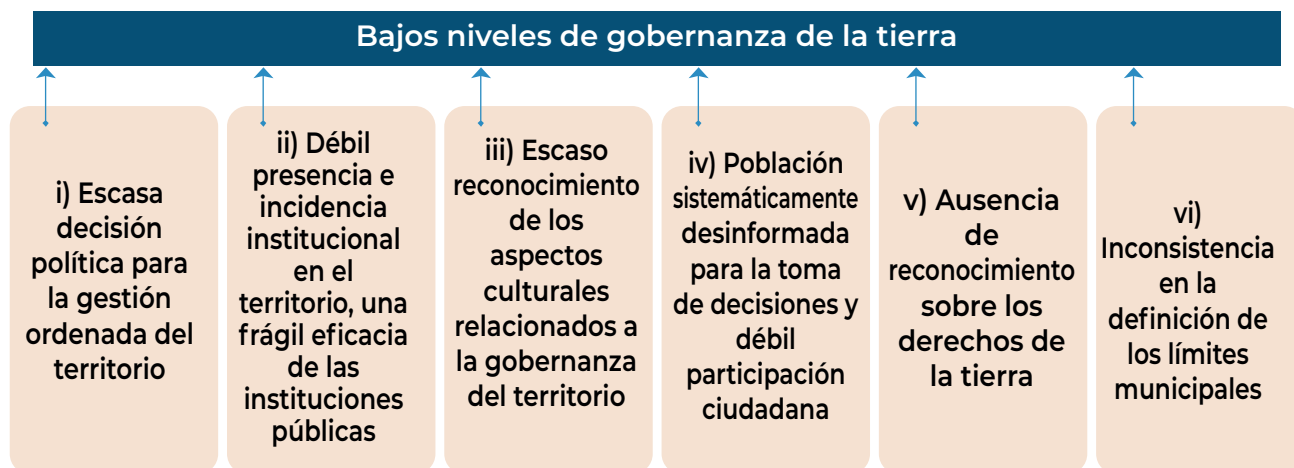 Bajos niveles de gobernanza de la tierra
i) Escasa
decisión
política para
la gestión
ordenada del
territorio
ii) Débil
presencia e
incidencia
institucional
en el
territorio, una
frágil eficacia
de las
instituciones
públicas
iii) Escaso
reconocimiento
de los
aspectos
culturales
relacionados a
la gobernanza
del territorio
iv) Población
sistemáticamente
desinformada
para la toma
de decisiones y
débil
participación
ciudadana
v) Ausencia
de
reconocimiento
sobre los
derechos de
la tierra
vi)
Inconsistencia
en la
definición de
los límites
municipales